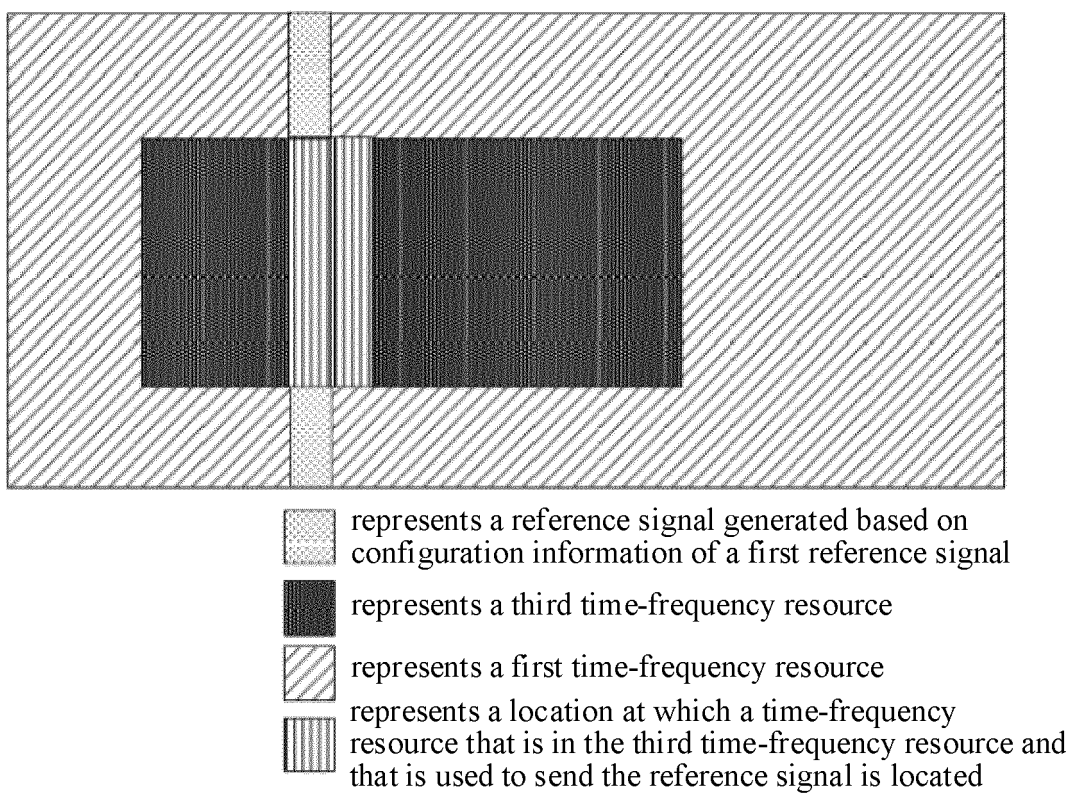 represents a reference signal generated based on
configuration information of a first reference signal
represents a third time-frequency resource
represents a first time-frequency resource
represents a location at which a time-frequency
resource that is in the third time-frequency resource and
that is used to send the reference signal is located